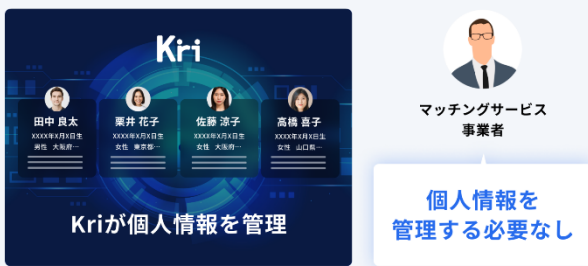 Kri
田中 良太
XXXX年X月X日生
男性 大阪府…
栗井 花子
XXXX年X月X日生
女性 東京都…
佐藤 涼子
XXXX年X月X日生
女性 大阪府…
高橋 喜子
XXXX年X月X日生
女性 山口県…
Kriが個人情報を管理
マッチングサービス
事業者
個人情報を
管理する必要なし